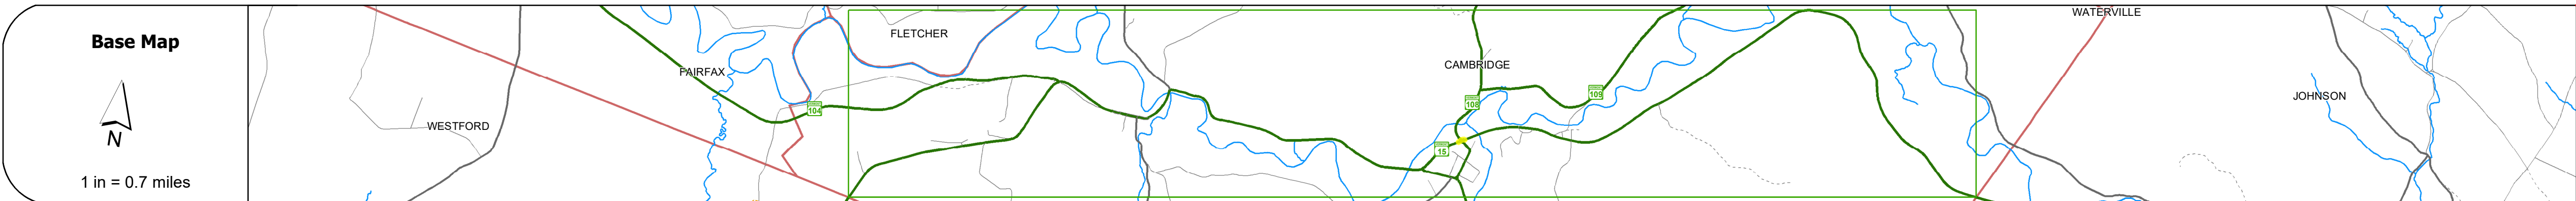 Base Map
N
1 in = 0.7 miles
WESTFORD
FAIRFAX
104
FLETCHER
CAMBRIDGE
108
15
109
WATERVILLE
JOHNSON